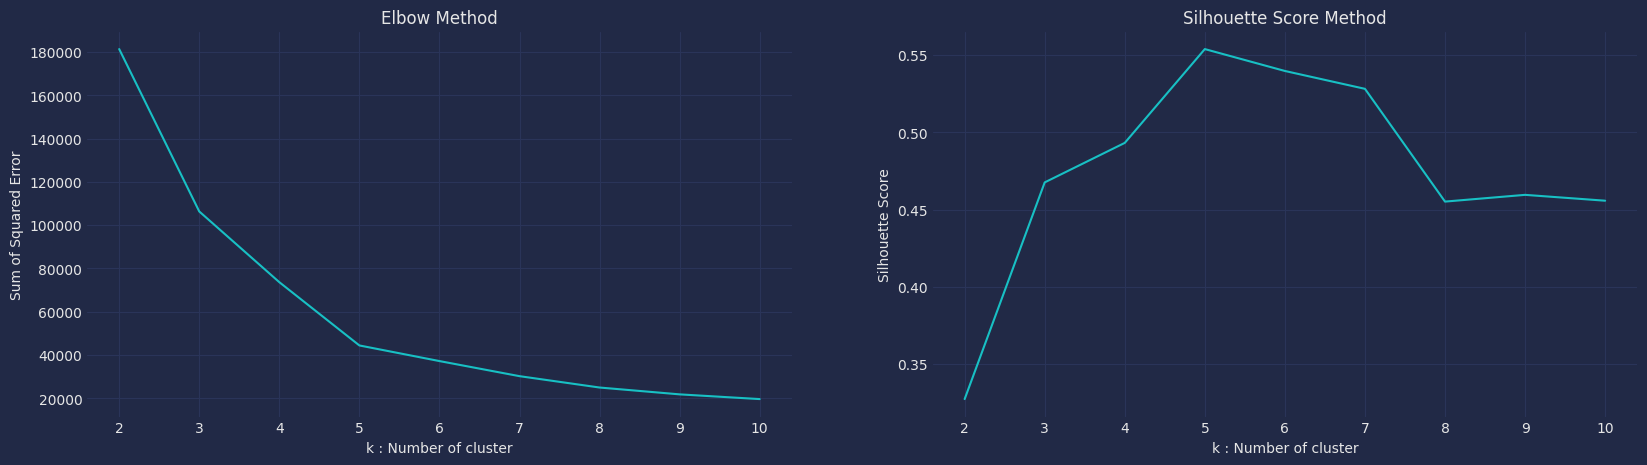 Elbow Method
180000
160000
140000
120000
100000
80000
60000
40000
20000
Sum of Squared Error
2 3 4 5 6 7 8 9 10
k : Number of cluster
Silhouette Score Method
0.55
0.50
0.45
0.40
0.35
Silhouette Score
2 3 4 5 6 7 8 9 10
k : Number of cluster